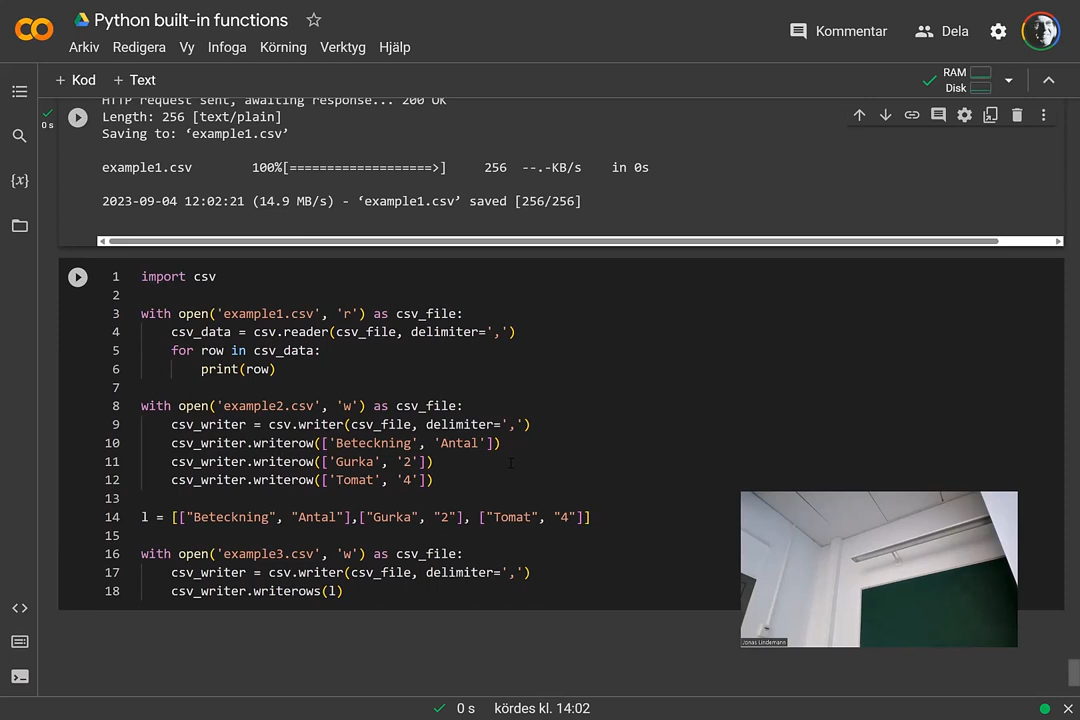 Python built-in functions
Arkiv Redigera Vy Infoga Körning Verktyg Hjälp
Kommentar
Dela
+ Kod + Text
RAM
Disk
HTTP request sent, awaiting response... 200 OK
Length: 256 [text/plain]
Saving to: ‘example1.csv’
example1.csv 100%[===================>] 256 --.-KB/s in 0s
2023-09-04 12:02:21 (14.9 MB/s) - ‘example1.csv’ saved [256/256]
0 s
{x}
1 import csv
2
3 with open('example1.csv', 'r') as csv_file:
4 csv_data = csv.reader(csv_file, delimiter=',')
5 for row in csv_data:
6 print(row)
7
8 with open('example2.csv', 'w') as csv_file:
9 csv_writer = csv.writer(csv_file, delimiter=',')
10 csv_writer.writerow(['Beteckning', 'Antal'])
11 csv_writer.writerow(['Gurka', '2'])
12 csv_writer.writerow(['Tomat', '4'])
13
14 l = [["Beteckning", "Antal"],["Gurka", "2"], ["Tomat", "4"]]
15
16 with open('example3.csv', 'w') as csv_file:
17 csv_writer = csv.writer(csv_file, delimiter=',')
18 csv_writer.writerows(l)
Jonas Lindemann
0 s kördes kl. 14:02